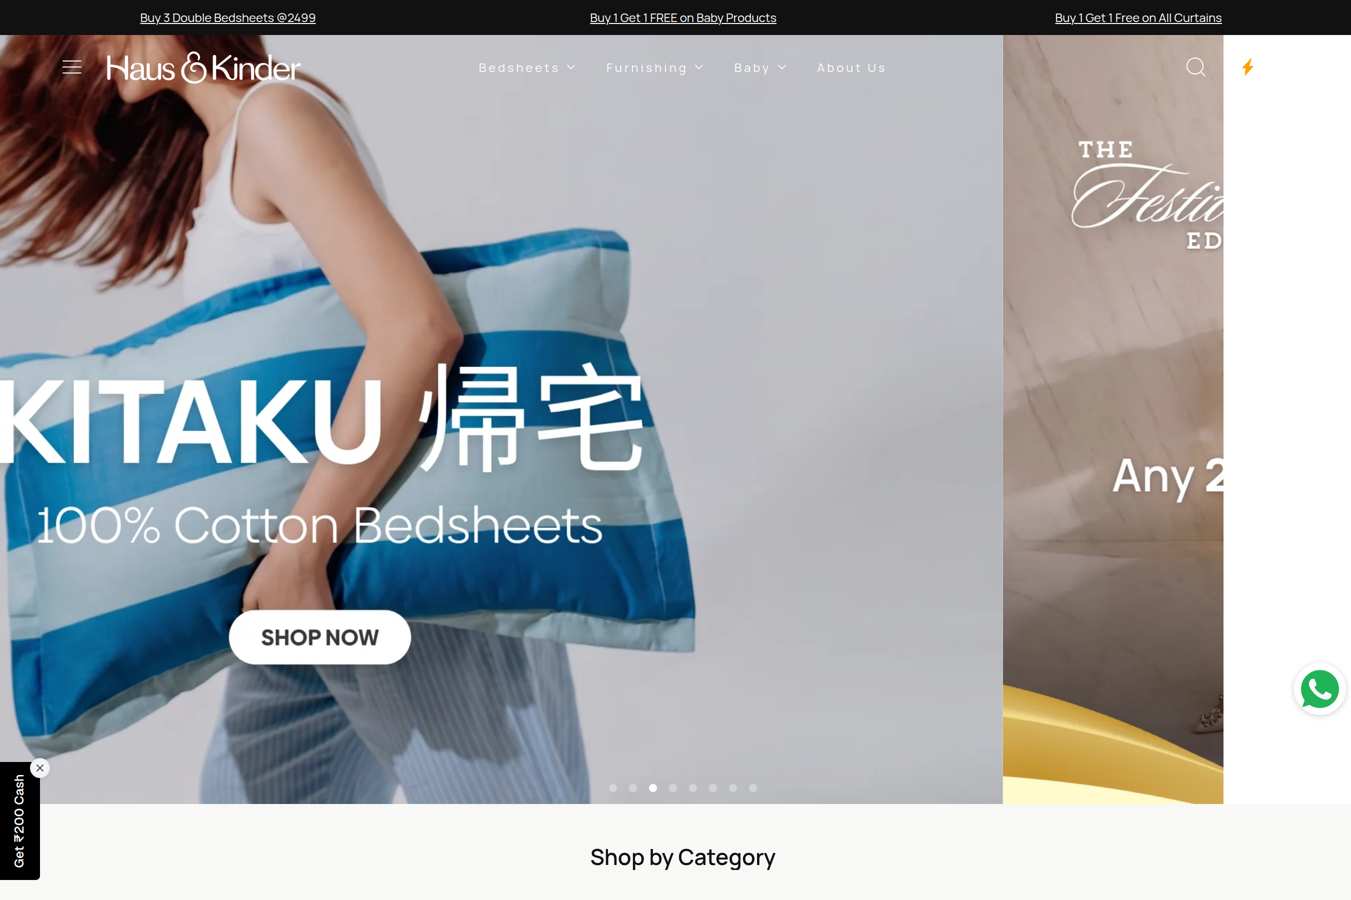 Buy 3 Double Bedsheets @2499
Buy 1 Get 1 FREE on Baby Products
Buy 1 Get 1 Free on All Curtains
Haus & Kinder
Bedsheets
Furnishing
Baby
About Us
KITAKU 帰宅
100% Cotton Bedsheets
SHOP NOW
THE
ED
Any 2
Get ₹200 Cash
Shop by Category